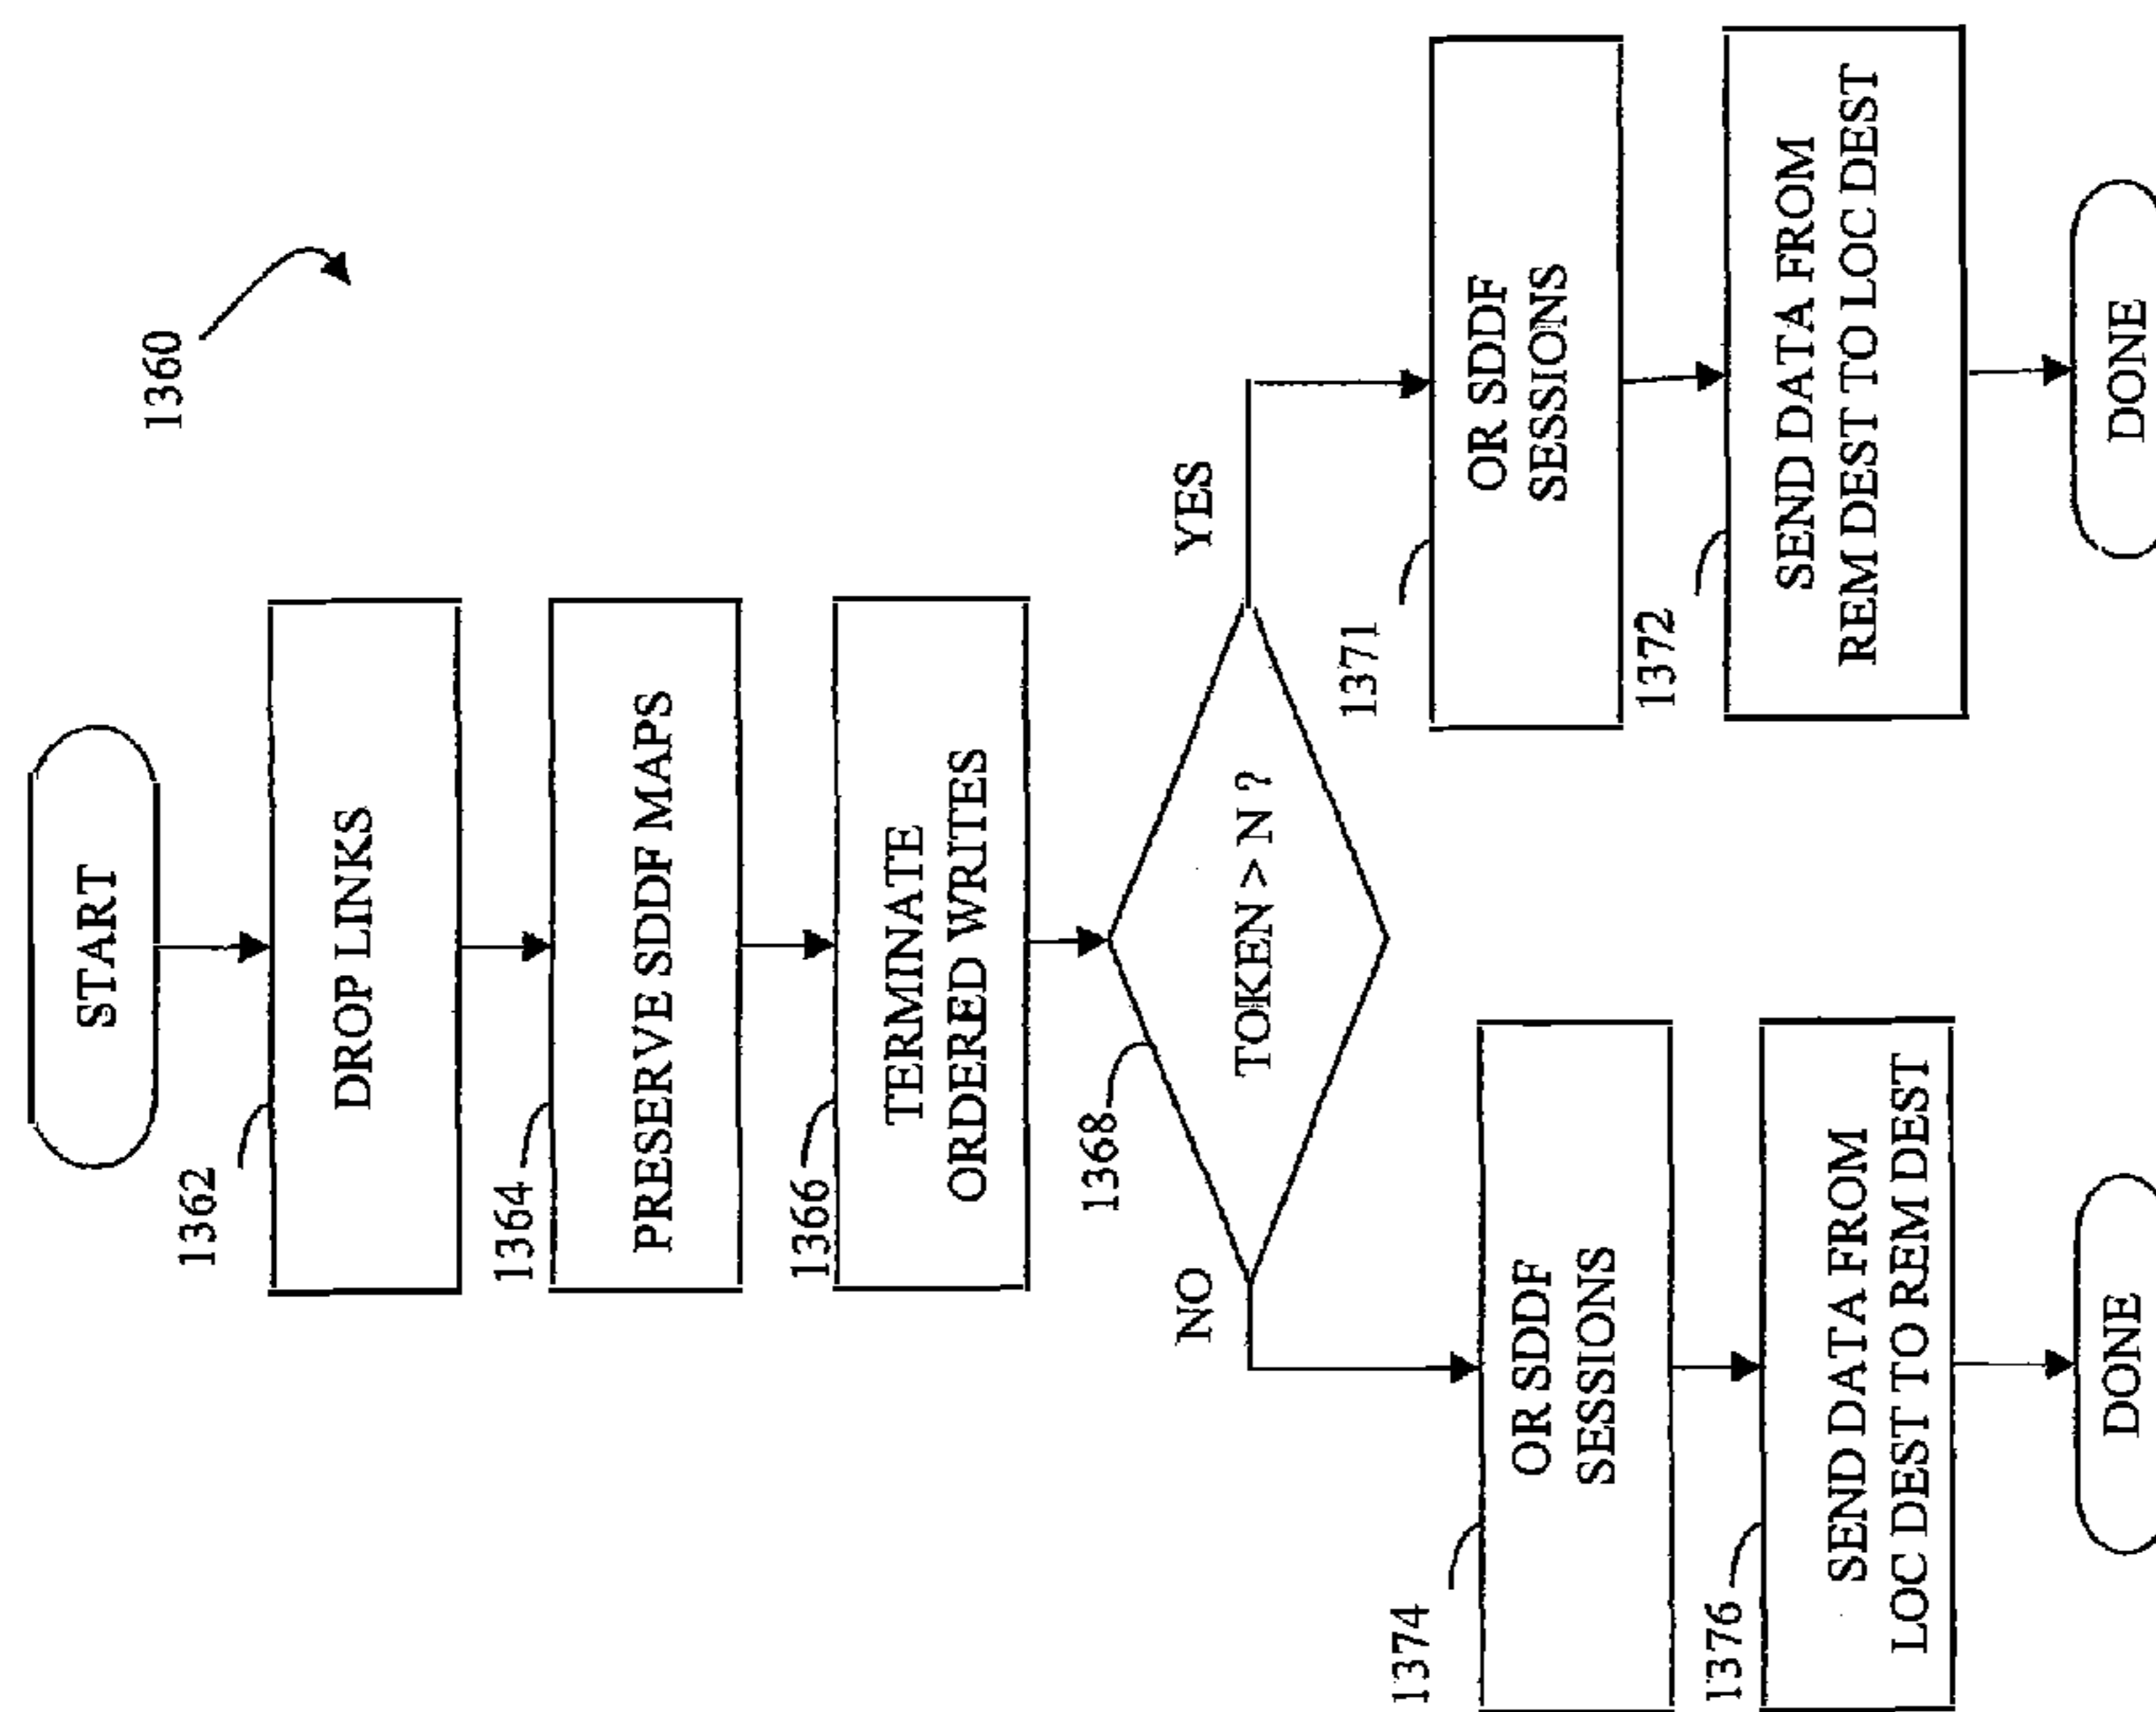 1360
START
1362
DROP LINKS
1364
PRESERVE SDDF MAPS
1366
TERMINATE
ORDERED WRITES
1368
TOKEN > N ?
NO
YES
1374
OR SDDF
SESSIONS
1376
SEND DATA FROM
LOC DEST TO REM DEST
DONE
1371
OR SDDF
SESSIONS
1372
SEND DATA FROM
REM DEST TO LOC DEST
DONE